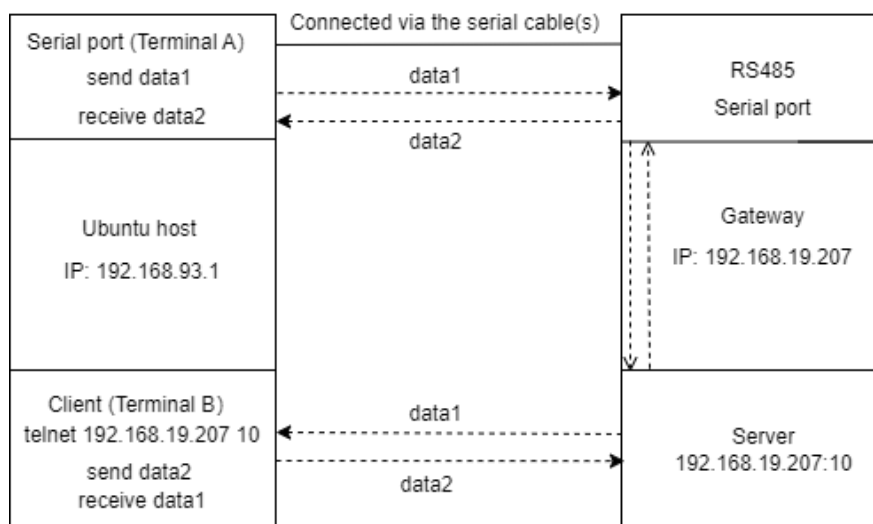 Connected via the serial cable(s)
Serial port (Terminal A)
send data1
receive data2
data1
data2
RS485
Serial port
Ubuntu host
IP: 192.168.93.1
Gateway
IP: 192.168.19.207
Client (Terminal B)
telnet 192.168.19.207 10
send data2
receive data1
data1
data2
Server
192.168.19.207:10